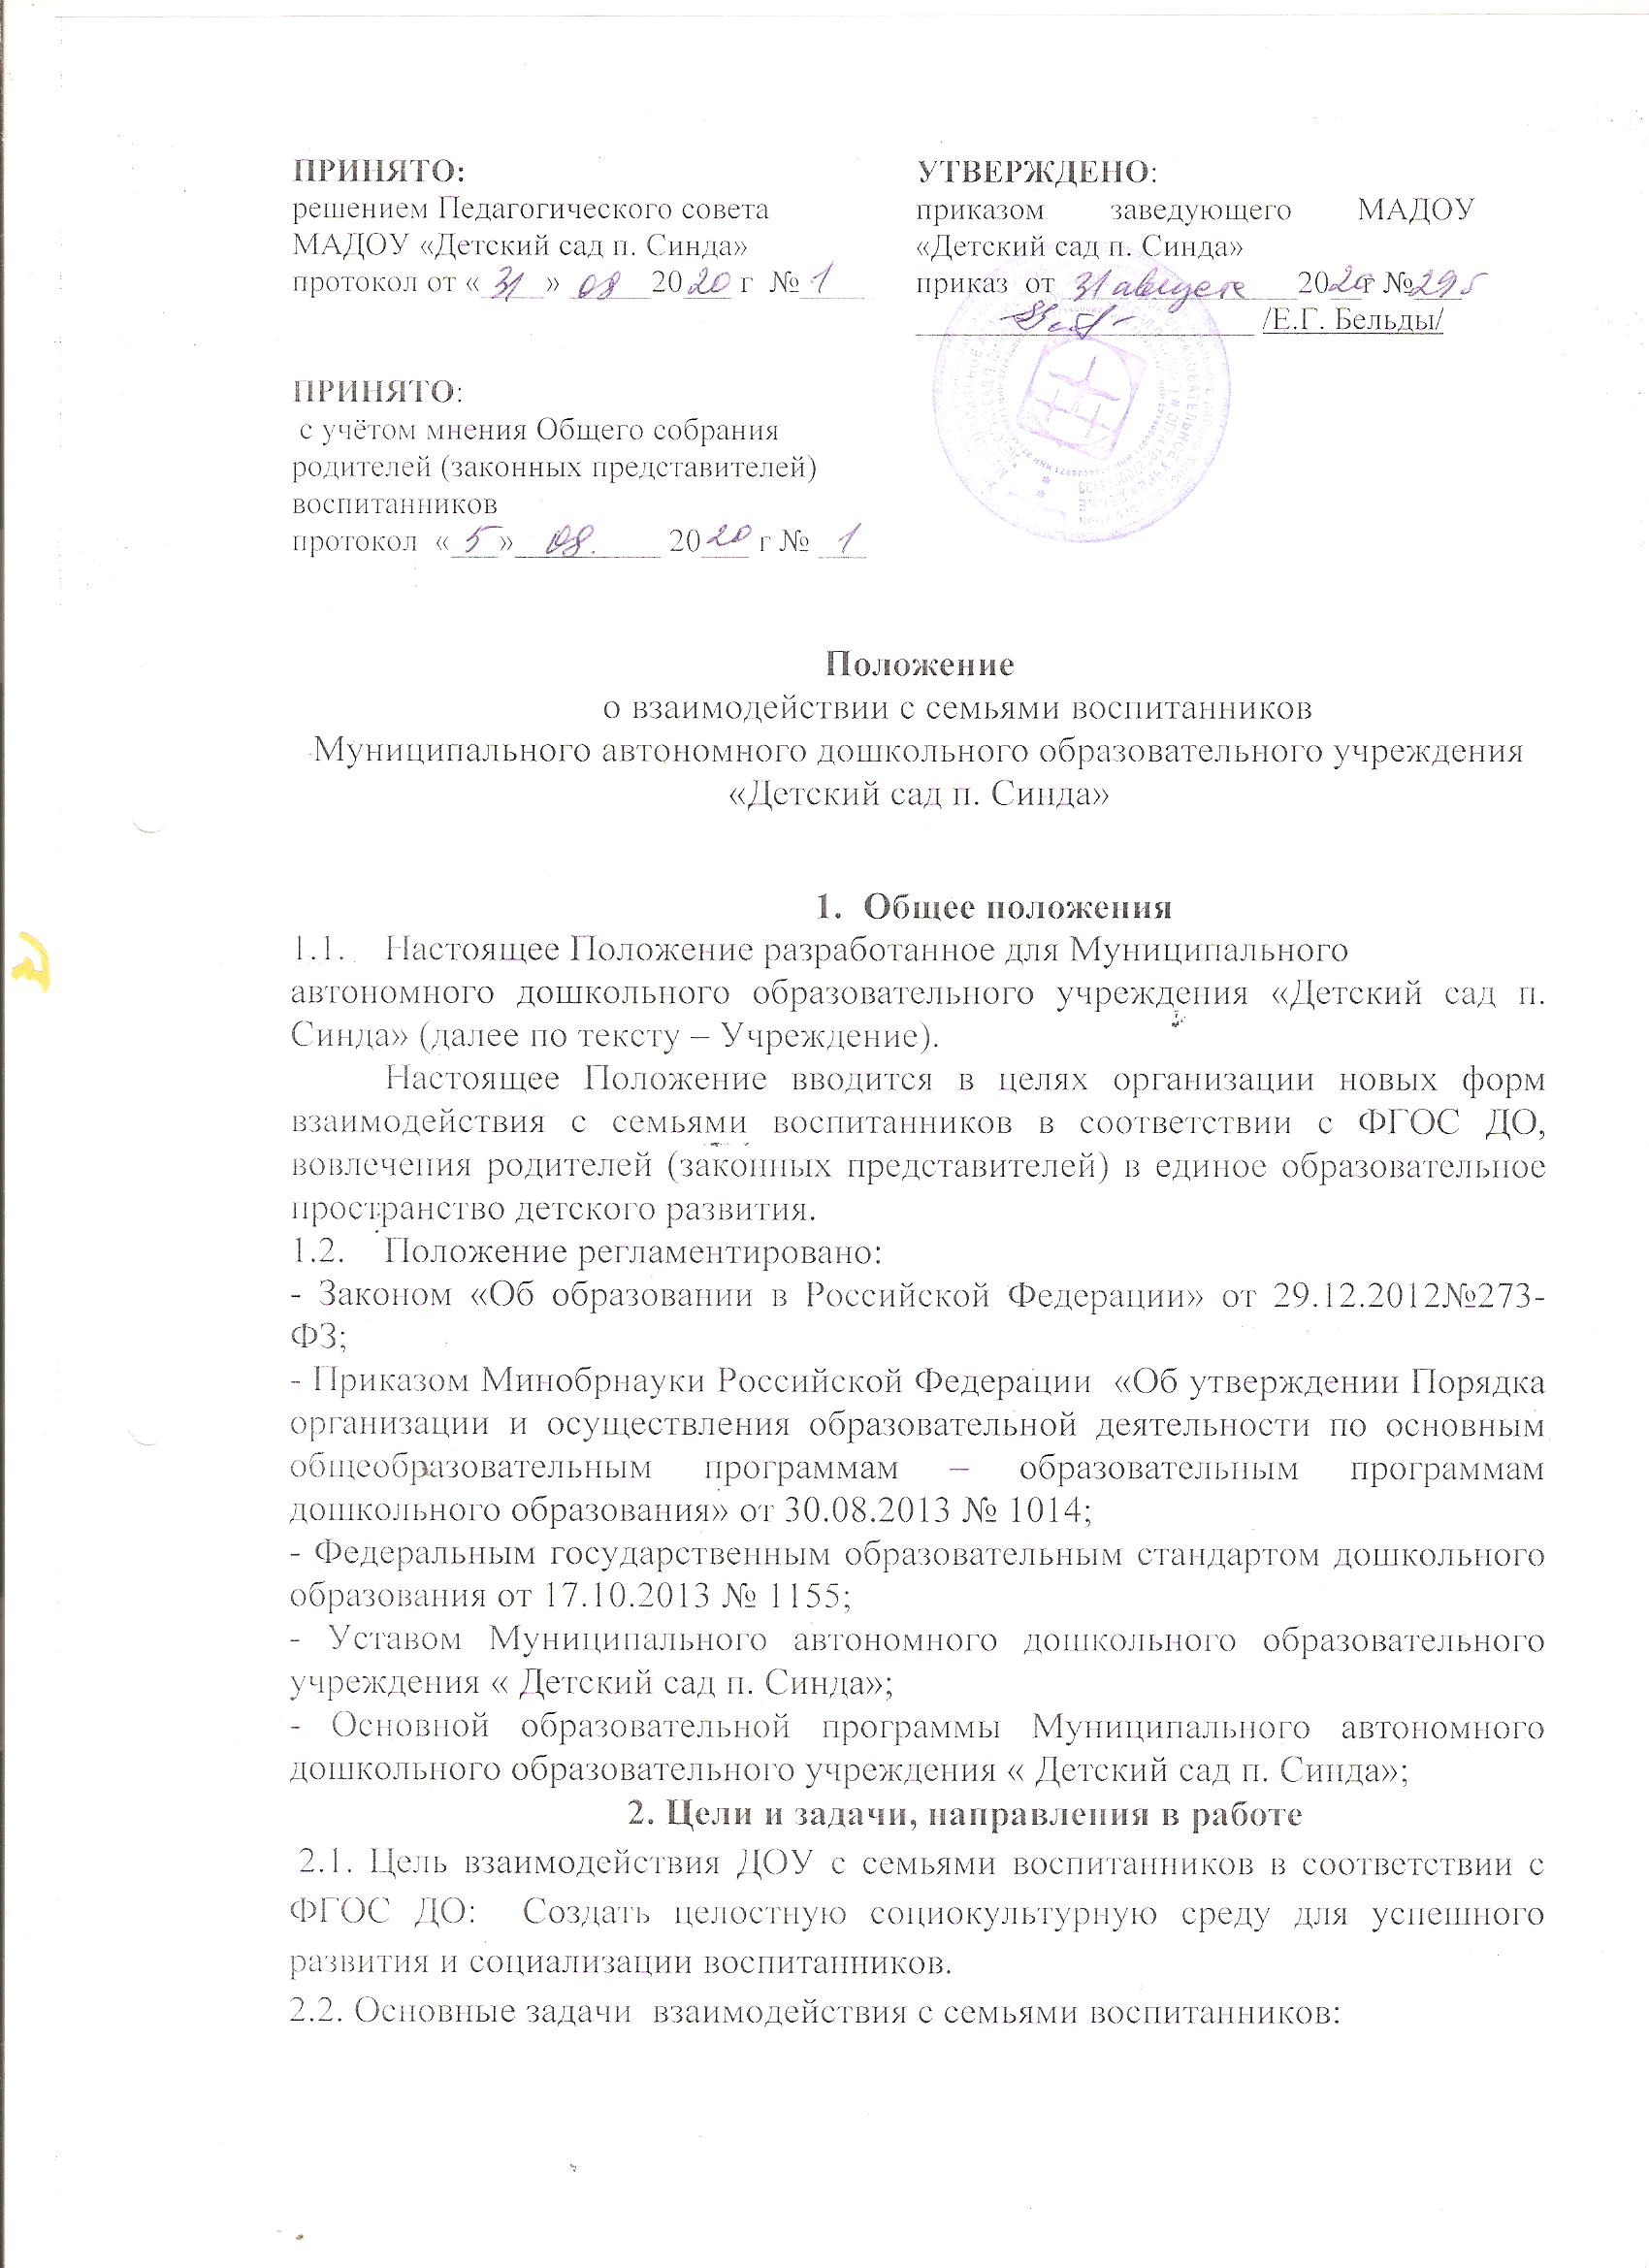 ПРИНЯТО:
решением Педагогического совета
МАДОУ «Детский сад п. Синда»
протокол от « 31 » 08 2020 г № 1
УТВЕРЖДЕНО:
приказом заведующего МАДОУ
«Детский сад п. Синда»
приказ от 31 августа 2020г №295
/Е.Г. Бельды/
ПРИНЯТО:
с учётом мнения Общего собрания
родителей (законных представителей)
воспитанников
протокол « 5 » 08. 2020 г № 1
Положение
о взаимодействии с семьями воспитанников
Муниципального автономного дошкольного образовательного учреждения
«Детский сад п. Синда»
1. Общее положения
1.1. Настоящее Положение разработанное для Муниципального
автономного дошкольного образовательного учреждения «Детский сад п.
Синда» (далее по тексту – Учреждение).
Настоящее Положение вводится в целях организации новых форм
взаимодействия с семьями воспитанников в соответствии с ФГОС ДО,
вовлечения родителей (законных представителей) в единое образовательное
пространство детского развития.
1.2. Положение регламентировано:
- Законом «Об образовании в Российской Федерации» от 29.12.2012№273-
ФЗ;
- Приказом Минобрнауки Российской Федерации «Об утверждении Порядка
организации и осуществления образовательной деятельности по основным
общеобразовательным программам – образовательным программам
дошкольного образования» от 30.08.2013 № 1014;
- Федеральным государственным образовательным стандартом дошкольного
образования от 17.10.2013 № 1155;
- Уставом Муниципального автономного дошкольного образовательного
учреждения « Детский сад п. Синда»;
- Основной образовательной программы Муниципального автономного
дошкольного образовательного учреждения « Детский сад п. Синда»;
2. Цели и задачи, направления в работе
2.1. Цель взаимодействия ДОУ с семьями воспитанников в соответствии с
ФГОС ДО: Создать целостную социокультурную среду для успешного
развития и социализации воспитанников.
2.2. Основные задачи взаимодействия с семьями воспитанников: